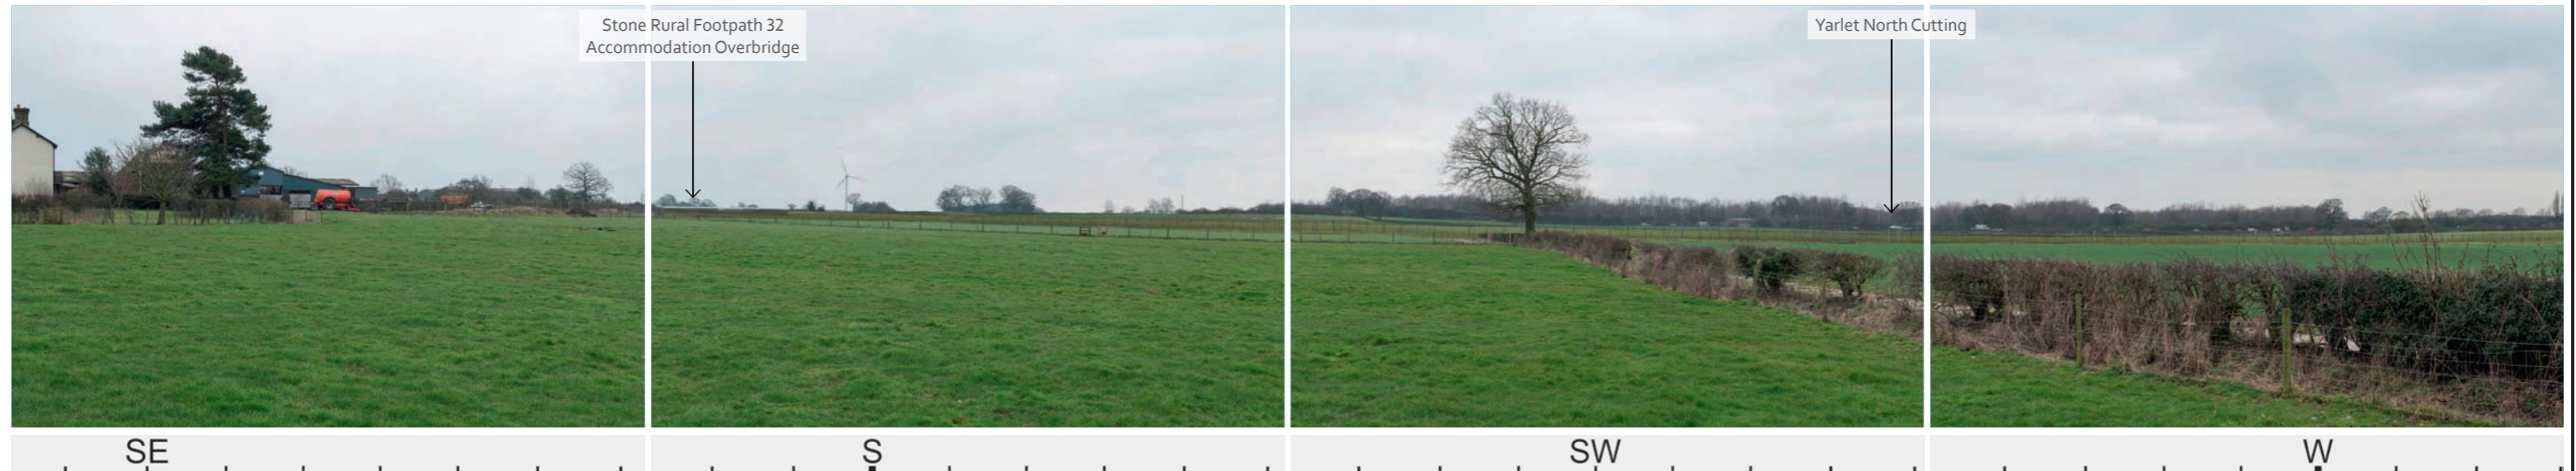 Stone Rural Footpath 32
Accommodation Overbridge
Yarlet North Cutting
SE
S
SW
W